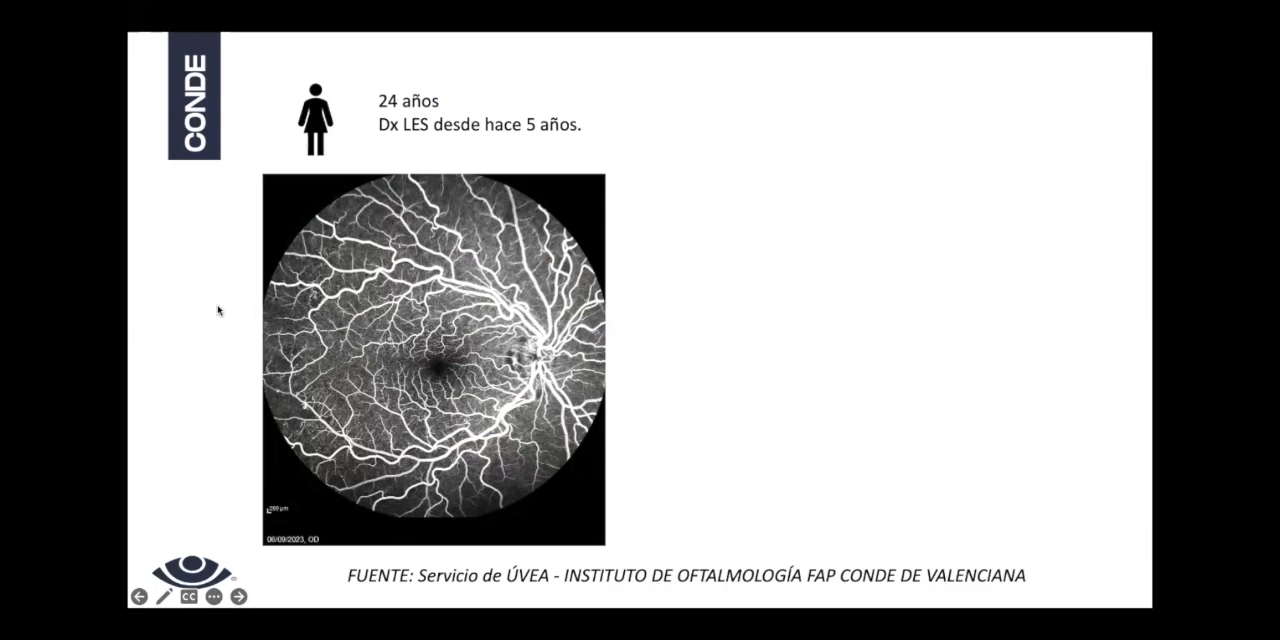 CONDE
24 años
Dx LES desde hace 5 años.
200 µm
06/09/2023, OD
FUENTE: Servicio de ÚVEA - INSTITUTO DE OFTALMOLOGÍA FAP CONDE DE VALENCIANA
CC